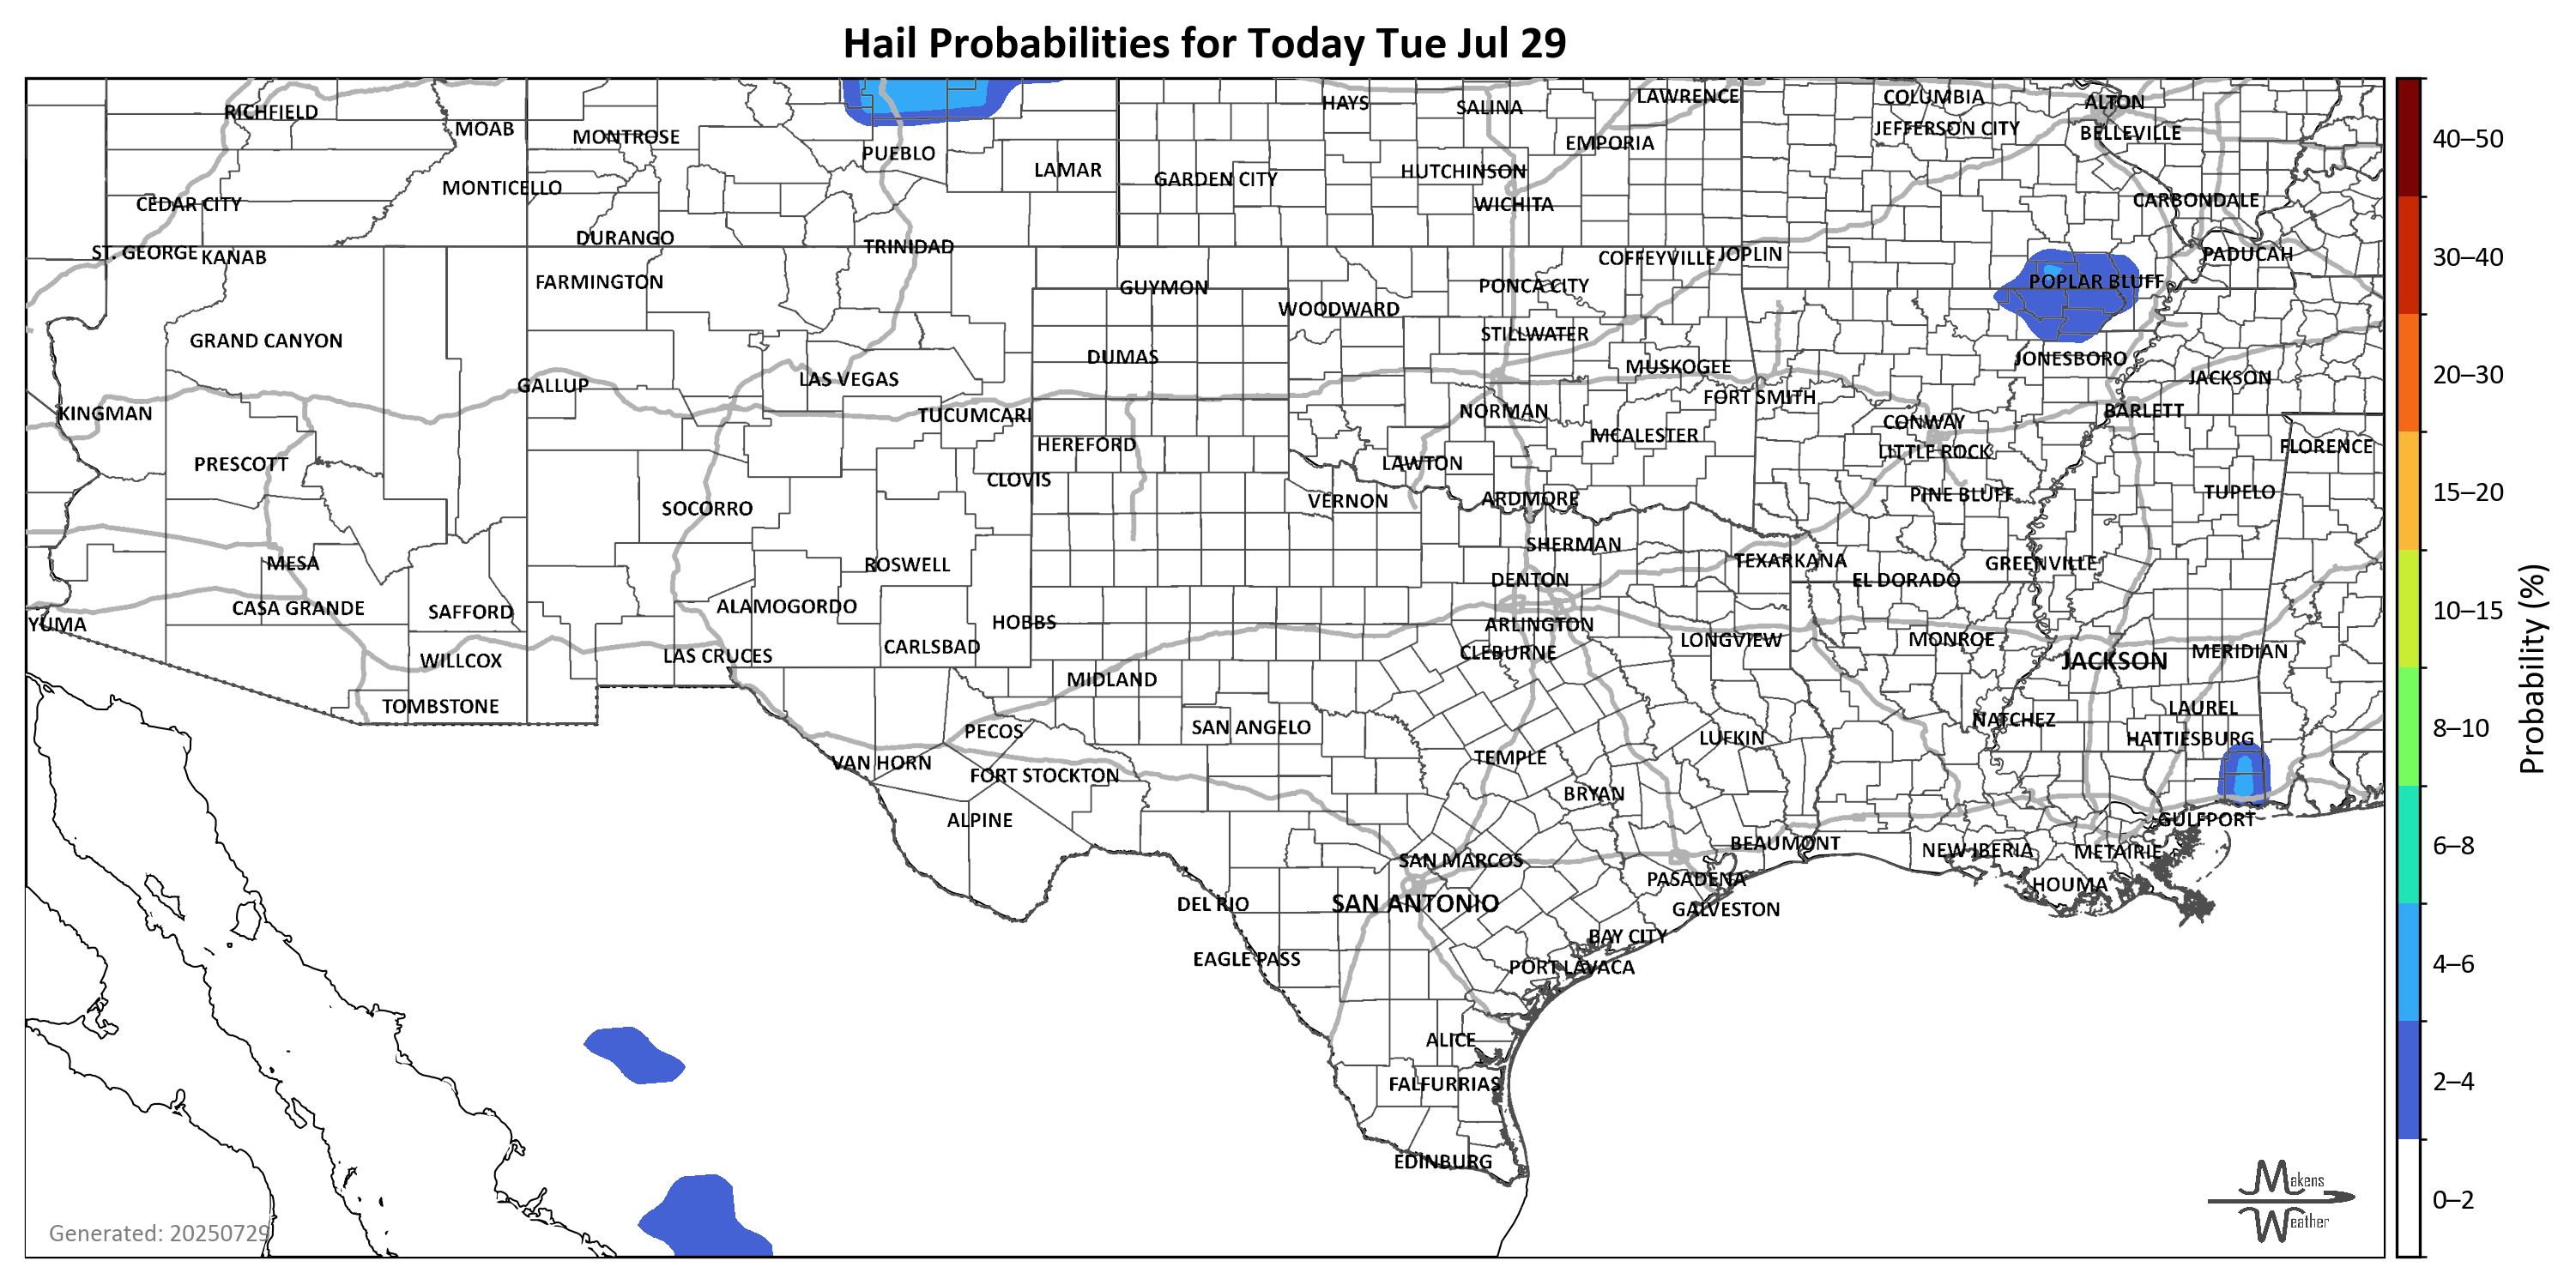 Hail Probabilities for Today Tue Jul 29
RICHFIELD
MOAB
MONTROSE
PUEBLO
LAMAR
HAYS
SALINA
LAWRENCE
COLUMBIA
ALTON
JEFFERSON CITY
BELLEVILLE
EMPORIA
HUTCHINSON
GARDEN CITY
WICHITA
MONTICELLO
CEDAR CITY
CARBONDALE
DURANGO
TRINIDAD
ST. GEORGE
KANAB
COFFEYVILLE
JOPLIN
PADUCAH
FARMINGTON
GUYMON
PONCA CITY
POPLAR BLUFF
WOODWARD
GRAND CANYON
STILLWATER
DUMAS
MUSKOGEE
JONESBORO
GALLUP
LAS VEGAS
JACKSON
KINGMAN
TUCUMCARI
NORMAN
FORT SMITH
BARLETT
CONWAY
HEREFORD
MCALESTER
LITTLE ROCK
FLORENCE
PRESCOTT
LAWTON
CLOVIS
SOCORRO
VERNON
ARDMORE
PINE BLUFF
TUPELO
SHERMAN
MESA
ROSWELL
TEXARKANA
GREENVILLE
DENTON
EL DORADO
CASA GRANDE
SAFFORD
ALAMOGORDO
YUMA
HOBBS
ARLINGTON
CARLSBAD
CLEBURNE
LONGVIEW
MONROE
WILLCOX
LAS CRUCES
JACKSON
MERIDIAN
MIDLAND
TOMBSTONE
SAN ANGELO
NATCHEZ
LAUREL
PECOS
LUFKIN
HATTIESBURG
VAN HORN
FORT STOCKTON
TEMPLE
BRYAN
ALPINE
GULFPORT
BEAUMONT
SAN MARCOS
NEW IBERIA
METAIRIE
PASADENA
HOUMA
DEL RIO
SAN ANTONIO
GALVESTON
BAY CITY
EAGLE PASS
PORT LAVACA
ALICE
FALFURRIAS
EDINBURG
Generated: 20250729
Makens
Weather
40–50
30–40
20–30
15–20
10–15
8–10
6–8
4–6
2–4
0–2
Probability (%)